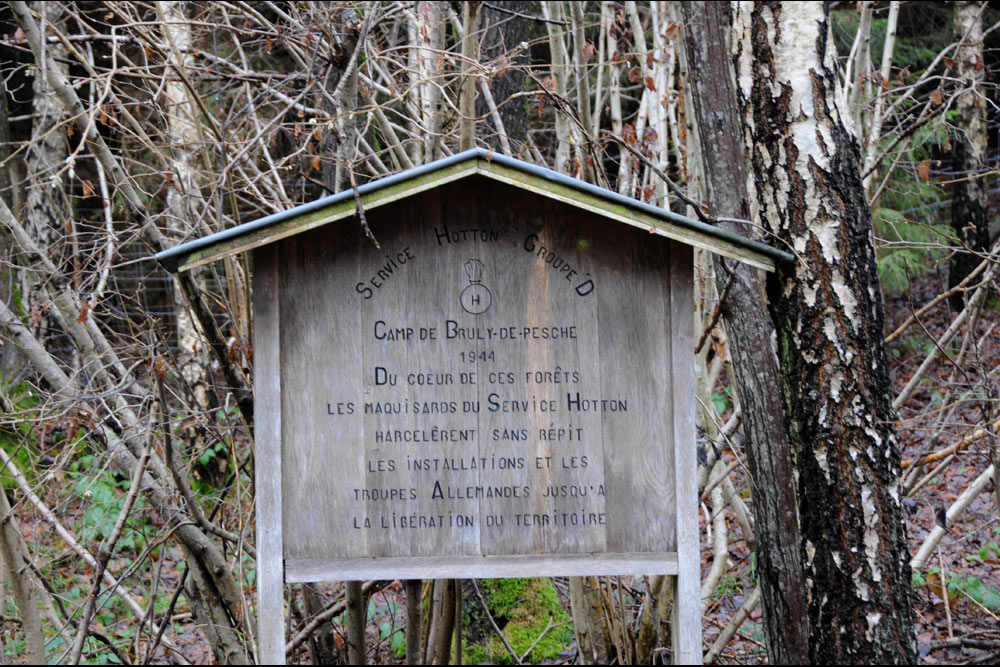 Service Hotton Groupe'D
H
Camp de Bruly-de-Pesche
1944
Du coeur de ces forêts
les maquisards du Service Hotton
harcelèrent sans répit
les installations et les
troupes Allemandes jusqu'a
la libération du territoire